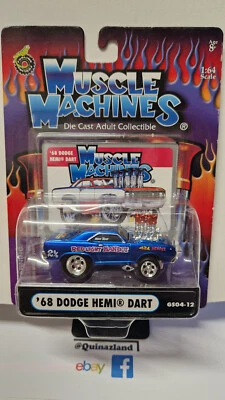 Age
8+
MUSCLE
MACHINES
1:64
Scale
Die Cast Adult Collectible
®
'68 DODGE
HEMI® DART
MUSCLE
MACHINES
'68 DODGE HEMI® DART
GS04-12
@Quinazland
ebay
f